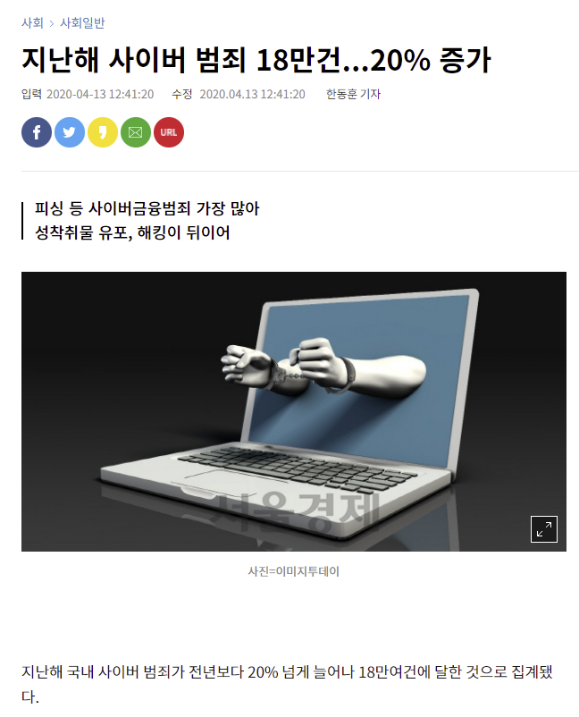 사회 > 사회일반
지난해 사이버 범죄 18만건...20% 증가
입력 2020-04-13 12:41:20 수정 2020.04.13 12:41:20 한동훈 기자
URL
피싱 등 사이버금융범죄 가장 많아
성착취물 유포, 해킹이 뒤이어
서울경제
사진=이미지투데이
지난해 국내 사이버 범죄가 전년보다 20% 넘게 늘어나 18만여건에 달한 것으로 집계됐
다.